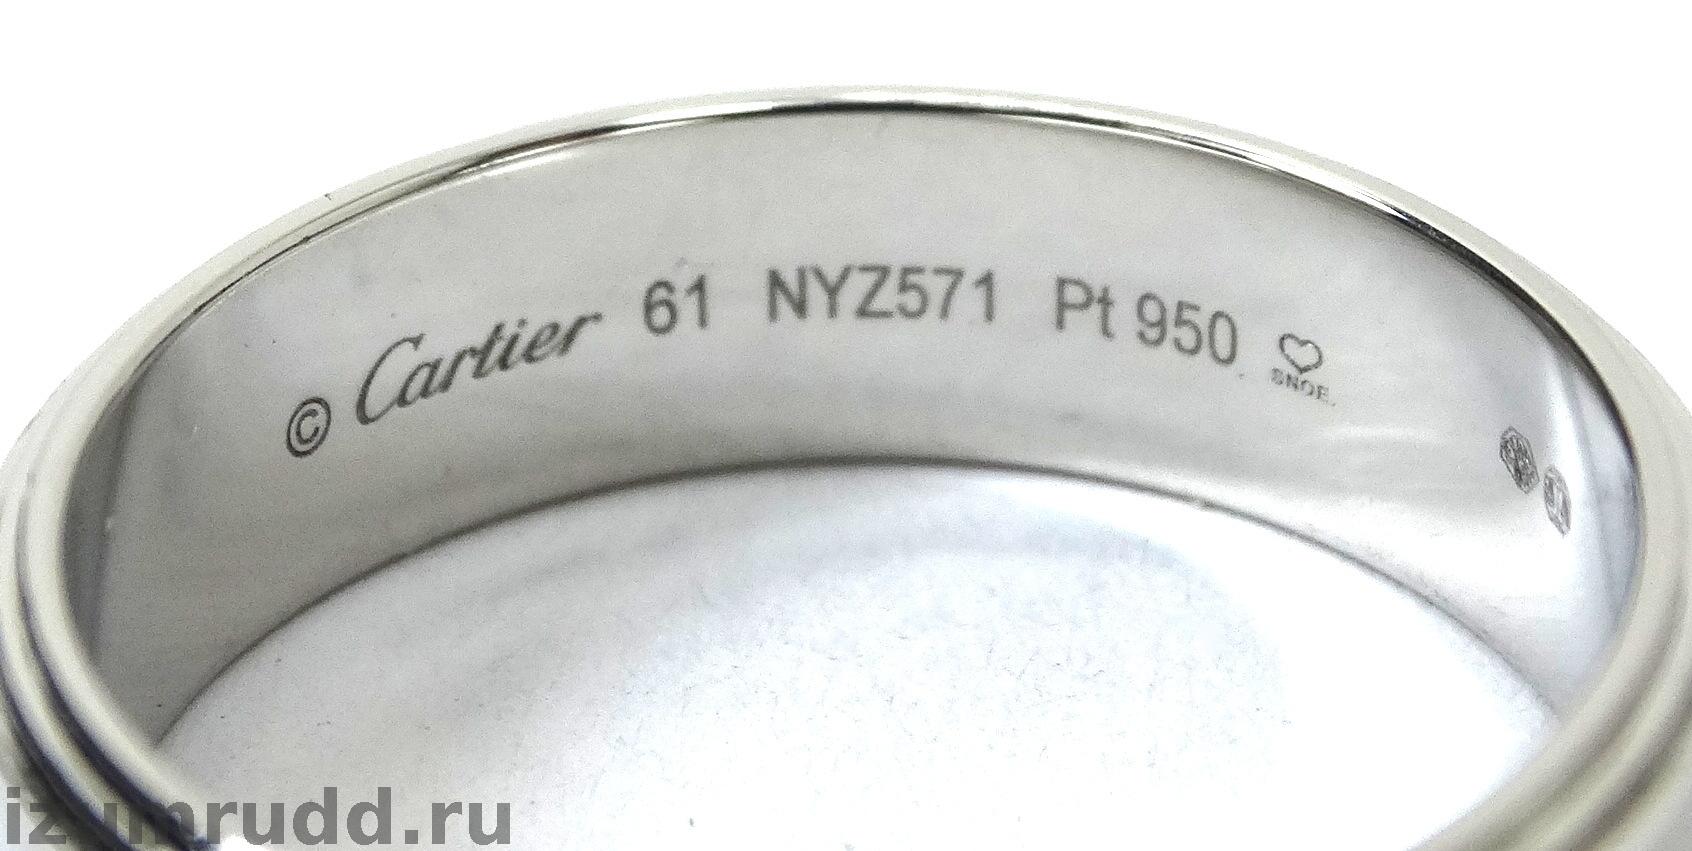 © Cartier 61 NYZ571 Pt 950
SNOE.
izumrudd.ru